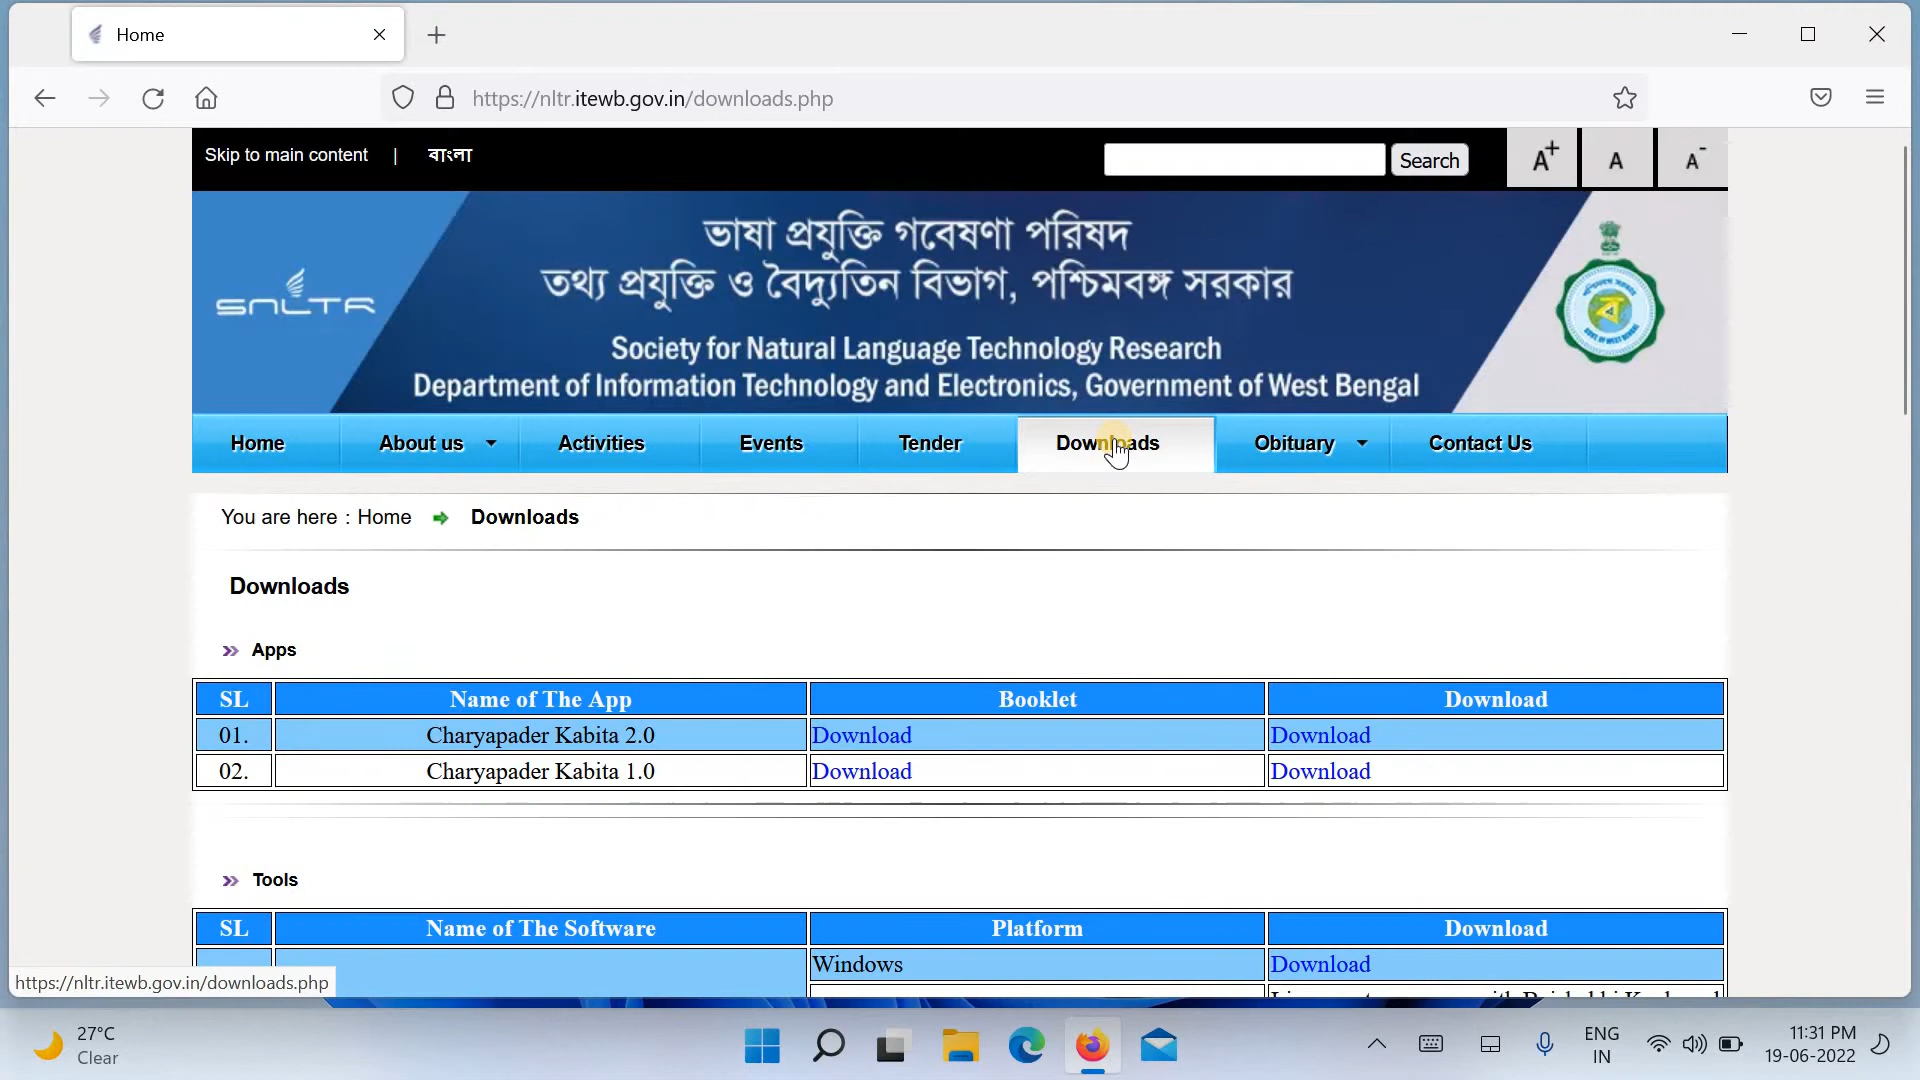 Home
https://nltr.itewb.gov.in/downloads.php
Skip to main content | বাংলা
Search
A+ A A-
ভাষা প্রযুক্তি গবেষণা পরিষদ
তথ্য প্রযুক্তি ও বৈদ্যুতিন বিভাগ, পশ্চিমবঙ্গ সরকার
SNLTR
Society for Natural Language Technology Research
Department of Information Technology and Electronics, Government of West Bengal
Home About us Activities Events Tender Downloads Obituary Contact Us
You are here : Home Downloads
Downloads
Apps
SL Name of The App Booklet Download
01. Charyapader Kabita 2.0 Download Download
02. Charyapader Kabita 1.0 Download Download
Tools
SL Name of The Software Platform Download
Windows Download
https://nltr.itewb.gov.in/downloads.php
27°C
Clear
ENG
IN
11:31 PM
19-06-2022